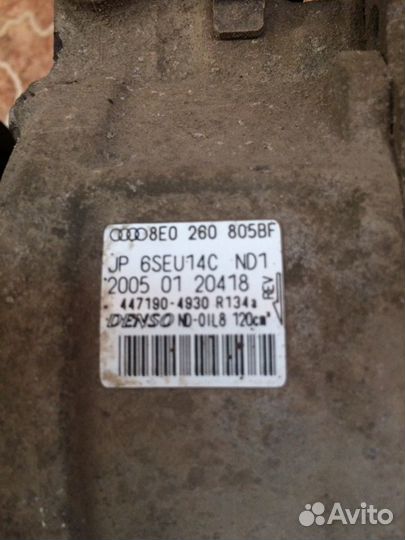 8E0 260 805BF
JP 6SEU14C ND1
2005 01 20418
447190-4930 R134a
DENSO ND-OIL8 120cm³
REV
Avito